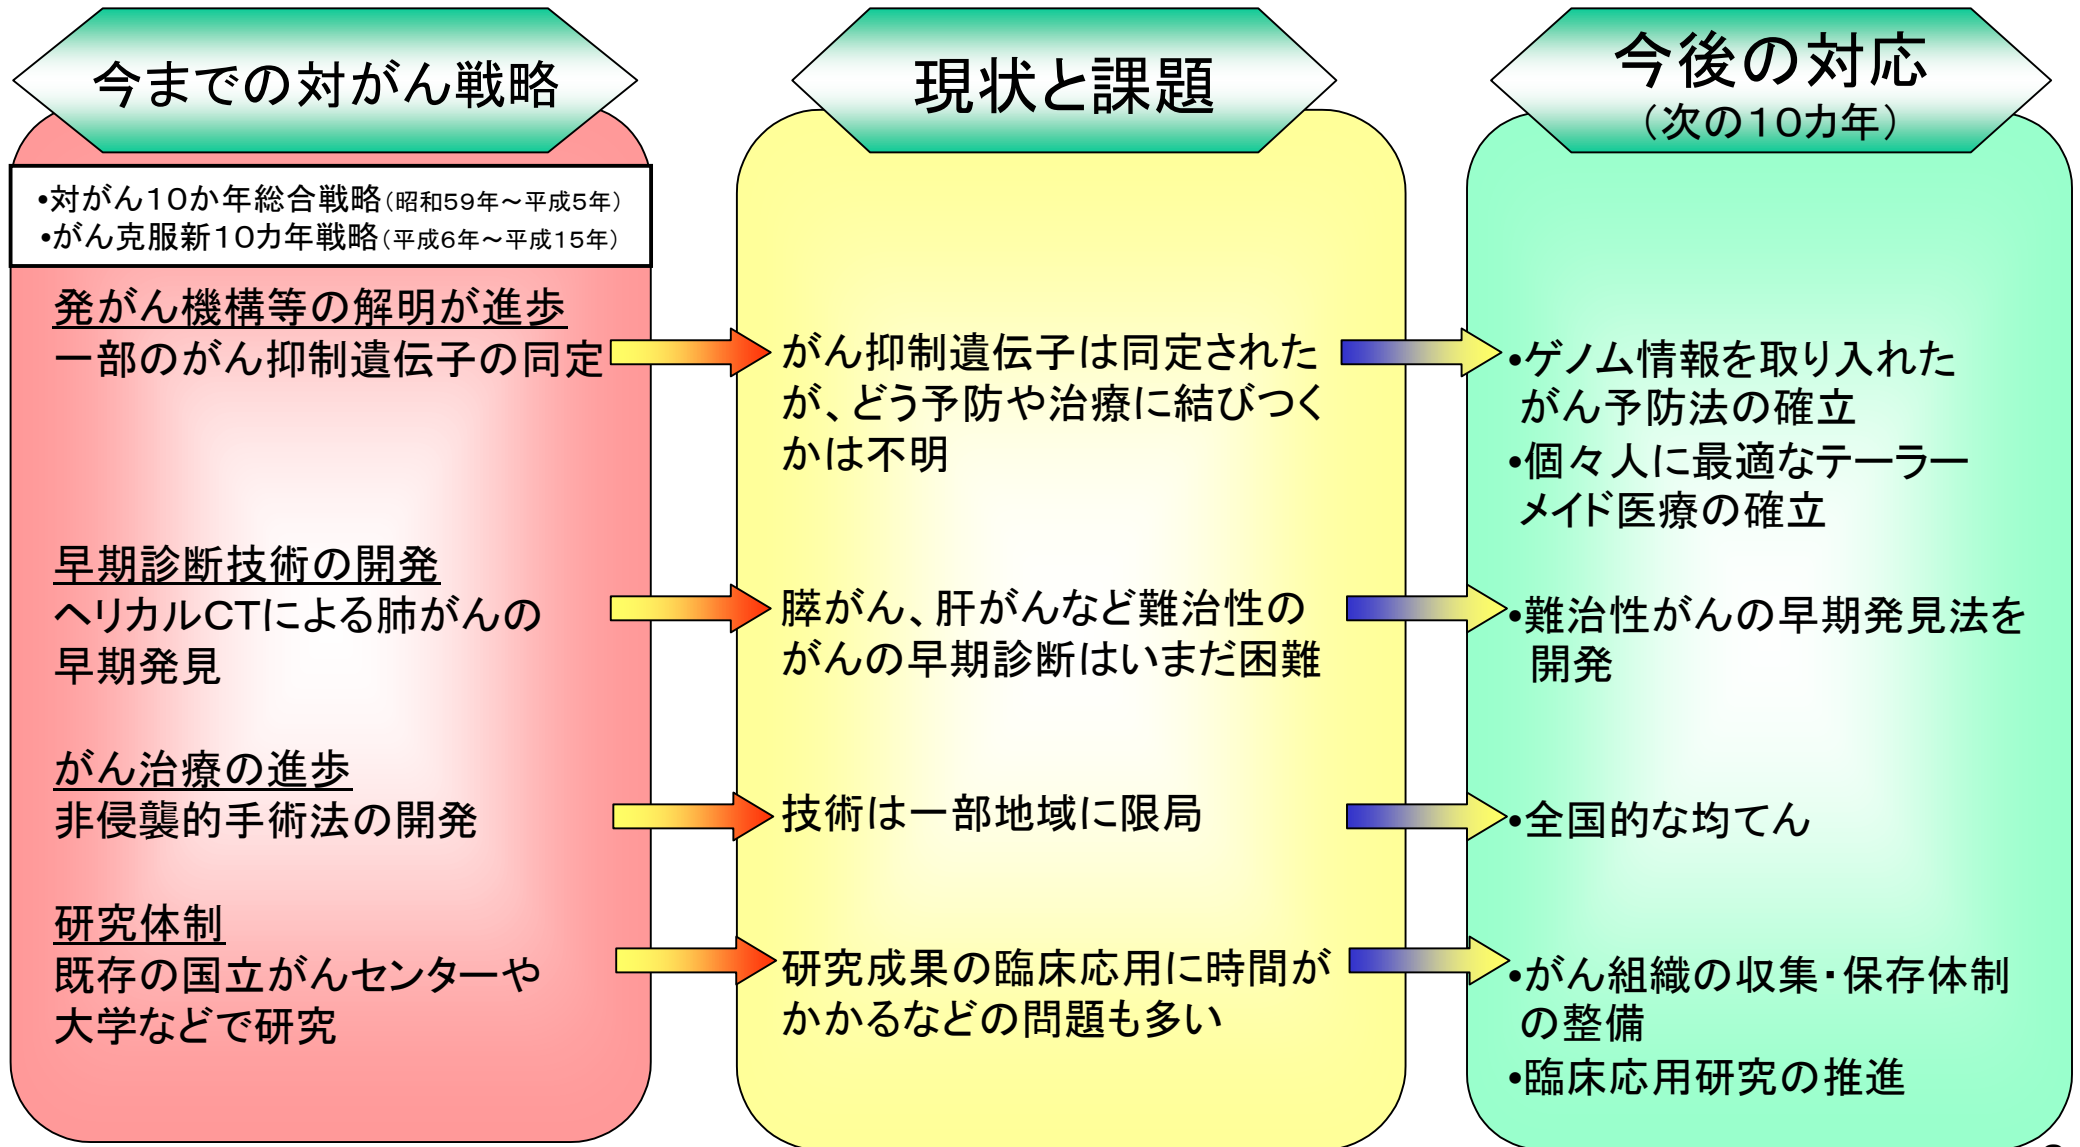 今までの対がん戦略
•対がん10か年総合戦略(昭和59年～平成5年)
•がん克服新10カ年戦略(平成6年～平成15年)
発がん機構等の解明が進歩
一部のがん抑制遺伝子の同定
早期診断技術の開発
ヘリカルCTによる肺がんの
早期発見
がん治療の進歩
非侵襲的手術法の開発
研究体制
既存の国立がんセンターや
大学などで研究
現状と課題
がん抑制遺伝子は同定された
が、どう予防や治療に結びつく
かは不明
膵がん、肝がんなど難治性の
がんの早期診断はいまだ困難
技術は一部地域に限局
研究成果の臨床応用に時間が
かかるなどの問題も多い
今後の対応
(次の10カ年)
•ゲノム情報を取り入れた
がん予防法の確立
•個々人に最適なテーラー
メイド医療の確立
•難治性がんの早期発見法を
開発
•全国的な均てん
•がん組織の収集・保存体制
の整備
•臨床応用研究の推進